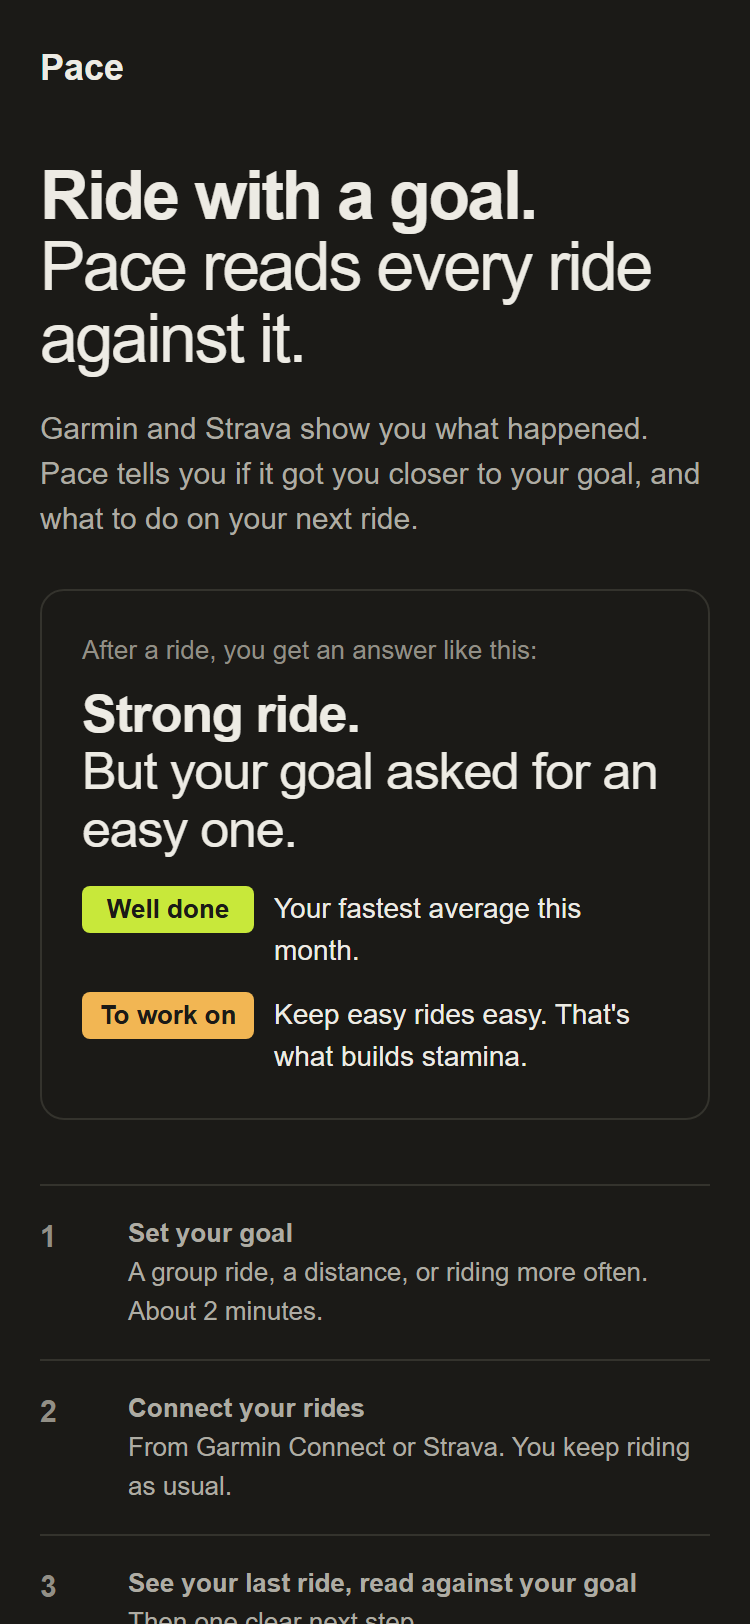 Pace
Ride with a goal.
Pace reads every ride
against it.
Garmin and Strava show you what happened.
Pace tells you if it got you closer to your goal, and
what to do on your next ride.
After a ride, you get an answer like this:
Strong ride.
But your goal asked for an
easy one.
Well done Your fastest average this
month.
To work on Keep easy rides easy. That's
what builds stamina.
1 Set your goal
A group ride, a distance, or riding more often.
About 2 minutes.
2 Connect your rides
From Garmin Connect or Strava. You keep riding
as usual.
3 See your last ride, read against your goal
Then one clear next step.